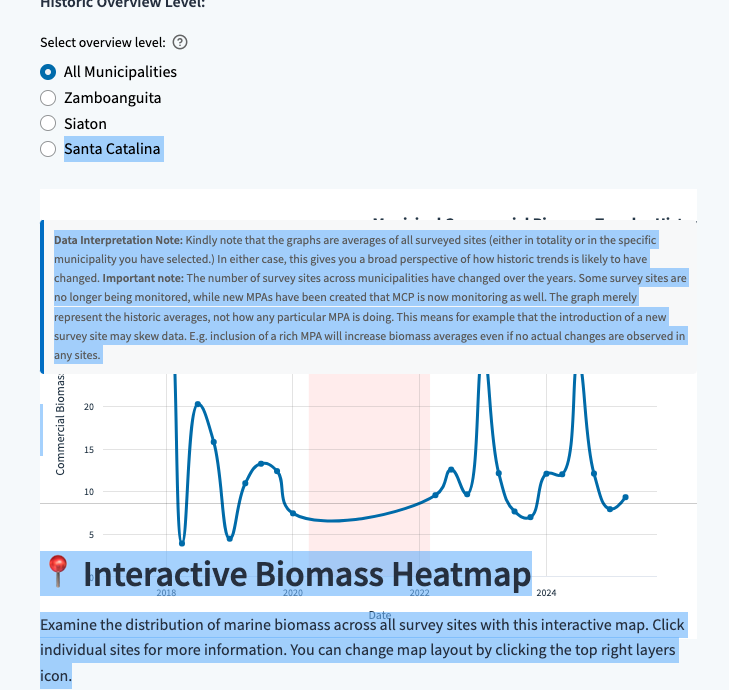 Historic Overview Level:
Select overview level: ?
All Municipalities
Zamboanguita
Siaton
Santa Catalina
Data Interpretation Note: Kindly note that the graphs are averages of all surveyed sites (either in totality or in the specific
municipality you have selected.) In either case, this gives you a broad perspective of how historic trends is likely to have
changed. Important note: The number of survey sites across municipalities have changed over the years. Some survey sites are
no longer being monitored, while new MPAs have been created that MCP is now monitoring as well. The graph merely
represent the historic averages, not how any particular MPA is doing. This means for example that the introduction of a new
survey site may skew data. E.g. inclusion of a rich MPA will increase biomass averages even if no actual changes are observed in
any sites.
Commercial Biomass
20
15
10
5
0
Interactive Biomass Heatmap
2018
2020
2022
2024
Date
Examine the distribution of marine biomass across all survey sites with this interactive map. Click
individual sites for more information. You can change map layout by clicking the top right layers
icon.